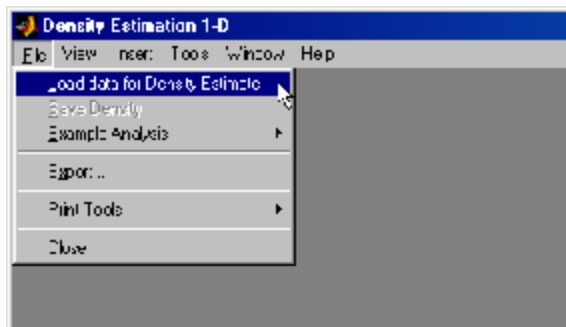 Density Estimation 1-D
File View Insert Tools Window Help
Load data for Density Estimate
Save Density
Example Analysis
Export...
Print Tools
Close